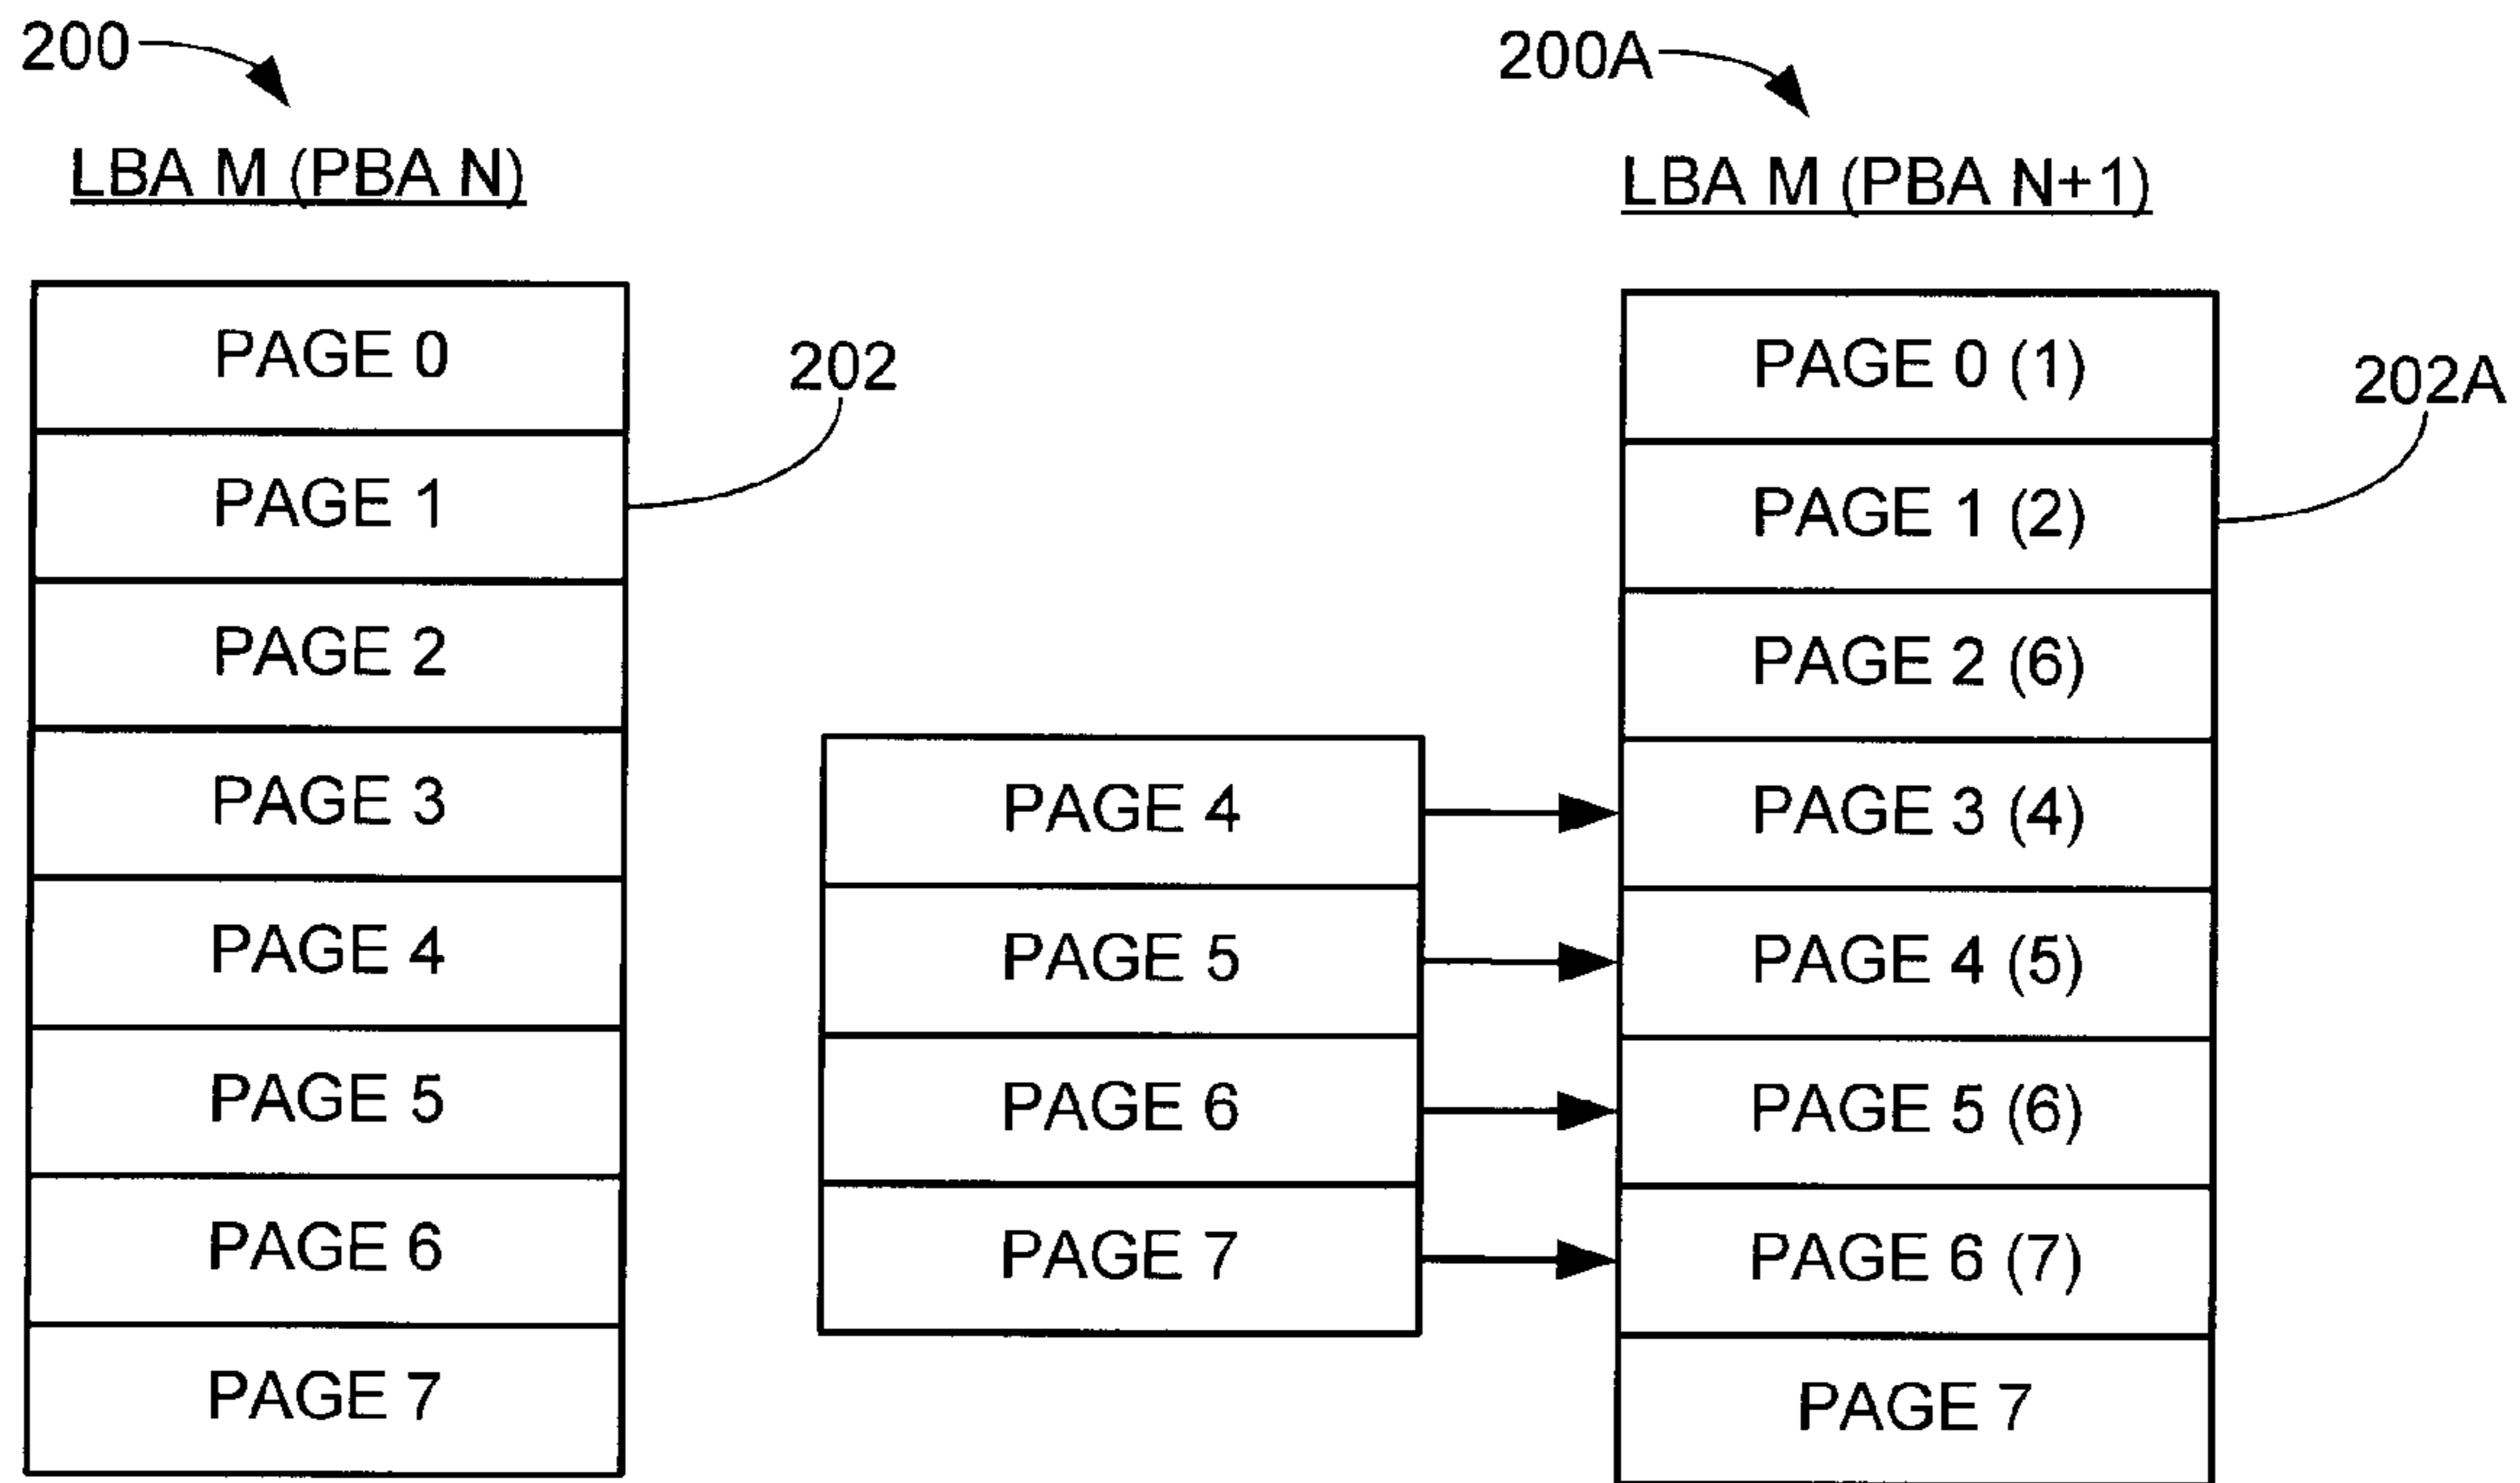 200
LBA M (PBA N)
PAGE 0
PAGE 1
PAGE 2
PAGE 3
PAGE 4
PAGE 5
PAGE 6
PAGE 7
202
PAGE 4
PAGE 5
PAGE 6
PAGE 7
200A
LBA M (PBA N+1)
PAGE 0 (1)
PAGE 1 (2)
PAGE 2 (6)
PAGE 3 (4)
PAGE 4 (5)
PAGE 5 (6)
PAGE 6 (7)
PAGE 7
202A